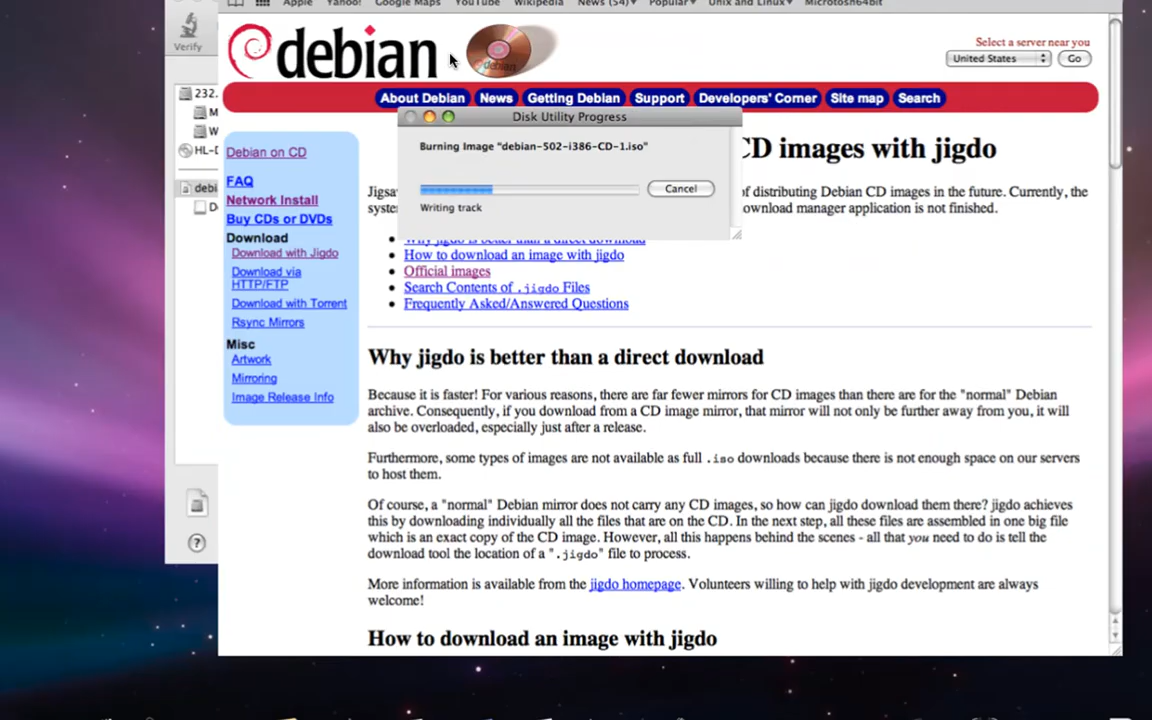 Apple Yahoo! Google Maps YouTube Wikipedia News (54) Popular Unix and Linux Microsoft64bit
Verify
debian
debian
Select a server near you
United States
Go
About Debian News Getting Debian Support Developers' Corner Site map Search
232.
M
W
HL-D
debi
D
?
Disk Utility Progress
Burning Image "debian-502-i386-CD-1.iso"
Cancel
Writing track
Debian on CD
FAQ
Network Install
Buy CDs or DVDs
Download
Download with Jigdo
Download via
HTTP/FTP
Download with Torrent
Rsync Mirrors
Misc
Artwork
Mirroring
Image Release Info
CD images with jigdo
Jigsa
of distributing Debian CD images in the future. Currently, the
syste
ownload manager application is not finished.
Why jigdo is better than a direct download
How to download an image with jigdo
Official images
Search Contents of .jigdo Files
Frequently Asked/Answered Questions
Why jigdo is better than a direct download
Because it is faster! For various reasons, there are far fewer mirrors for CD images than there are for the "normal" Debian
archive. Consequently, if you download from a CD image mirror, that mirror will not only be further away from you, it will
also be overloaded, especially just after a release.
Furthermore, some types of images are not available as full .iso downloads because there is not enough space on our servers
to host them.
Of course, a "normal" Debian mirror does not carry any CD images, so how can jigdo download them there? jigdo achieves
this by downloading individually all the files that are on the CD. In the next step, all these files are assembled in one big file
which is an exact copy of the CD image. However, all this happens behind the scenes - all that you need to do is tell the
download tool the location of a ".jigdo" file to process.
More information is available from the jigdo homepage. Volunteers willing to help with jigdo development are always
welcome!
How to download an image with jigdo